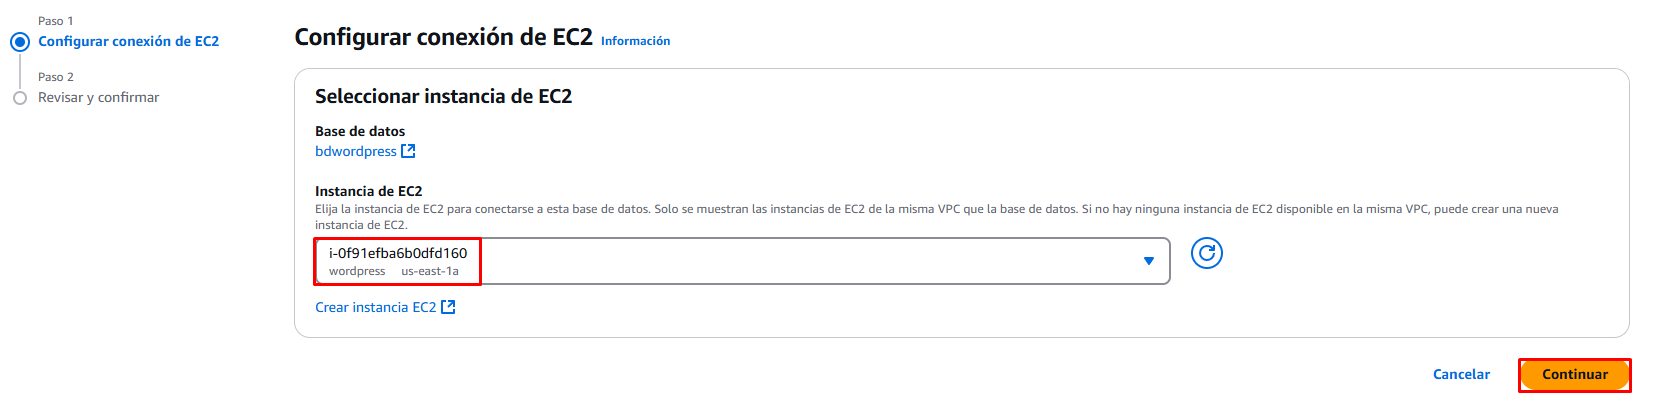 Paso 1
Configurar conexión de EC2
Paso 2
Revisar y confirmar
Configurar conexión de EC2 Información
Seleccionar instancia de EC2
Base de datos
bdwordpress
Instancia de EC2
Elija la instancia de EC2 para conectarse a esta base de datos. Solo se muestran las instancias de EC2 de la misma VPC que la base de datos. Si no hay ninguna instancia de EC2 disponible en la misma VPC, puede crear una nueva
instancia de EC2.
i-0f91efba6b0dfd160
wordpress us-east-1a
Crear instancia EC2
Cancelar Continuar